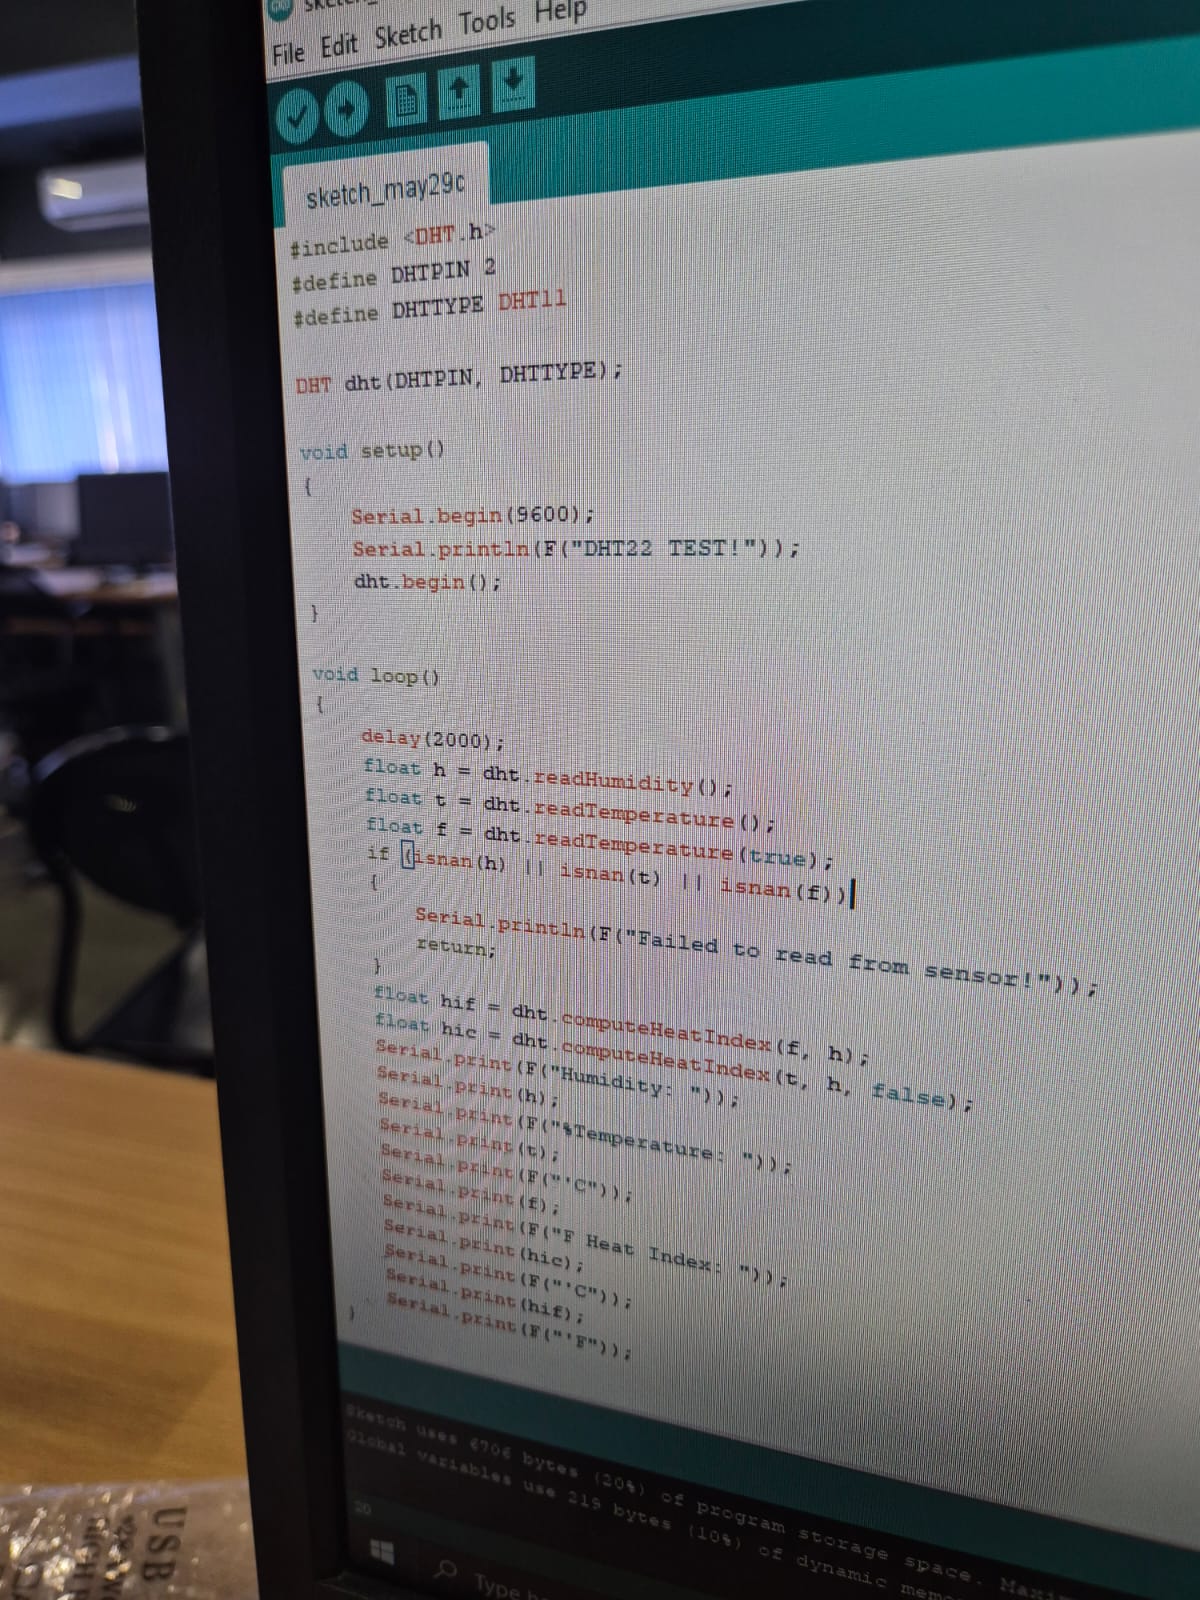 File Edit Sketch Tools Help
sketch_may29c
#include <DHT.h>
#define DHTPIN 2
#define DHTTYPE DHT11
DHT dht(DHTPIN, DHTTYPE);
void setup()
{
Serial.begin(9600);
Serial.println(F("DHT22 TEST!"));
dht.begin();
}
void loop()
{
delay(2000);
float h = dht.readHumidity();
float t = dht.readTemperature();
float f = dht.readTemperature(true);
if (isnan(h) || isnan(t) || isnan(f))
{
Serial.println(F("Failed to read from sensor!"));
return;
}
float hif = dht.computeHeatIndex(f, h);
float hic = dht.computeHeatIndex(t, h, false);
Serial.print(F("Humidity: "));
Serial.print(h);
Serial.print(F("%Temperature: "));
Serial.print(t);
Serial.print(F("'C"));
Serial.print(f);
Serial.print(F("F Heat Index: "));
Serial.print(hic);
Serial.print(F("'C"));
Serial.print(hif);
Serial.print(F("'F"));
}
Sketch uses 6706 bytes (20%) of program storage space.
Global variables use 219 bytes (10%) of dynamic
20
Type
USB